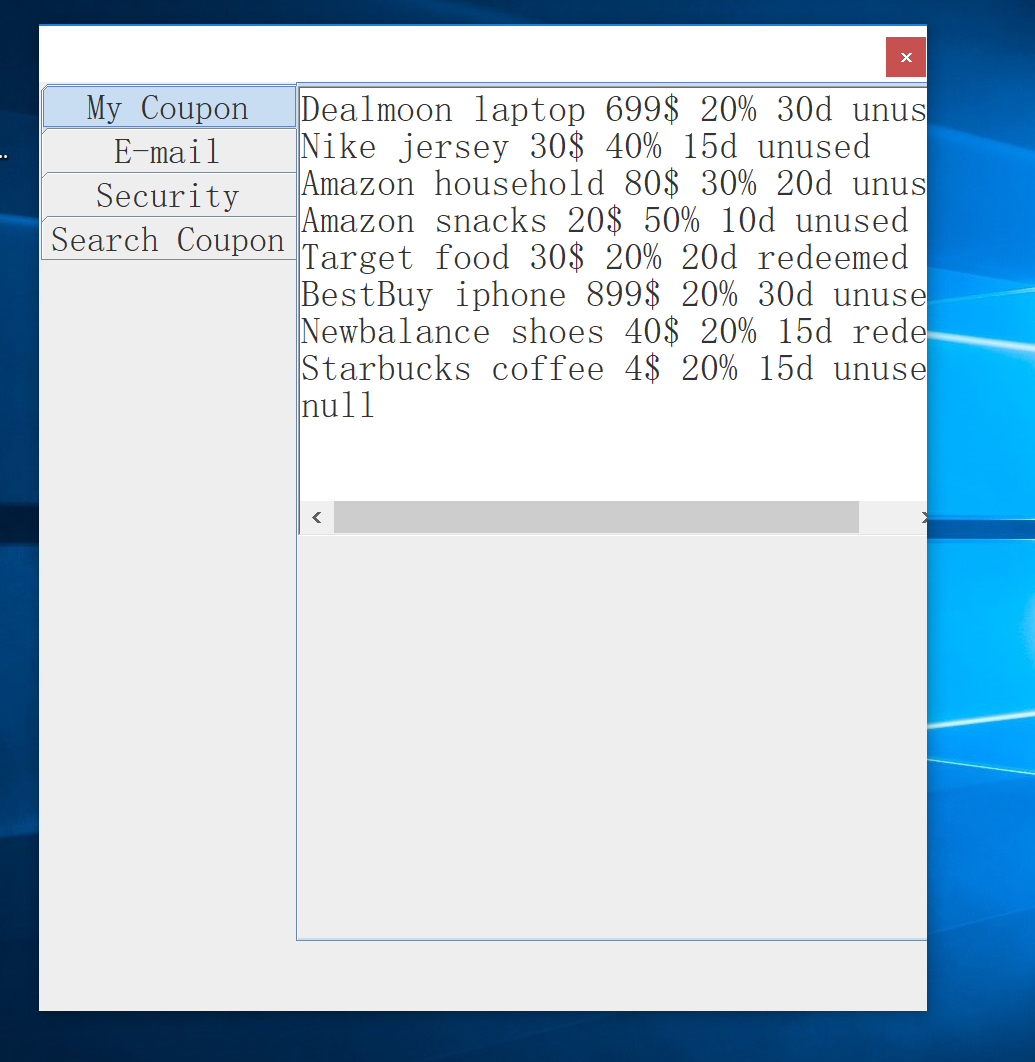 My Coupon
E-mail
Security
Search Coupon
Dealmoon laptop 699$ 20% 30d unus
Nike jersey 30$ 40% 15d unused
Amazon household 80$ 30% 20d unus
Amazon snacks 20$ 50% 10d unused
Target food 30$ 20% 20d redeemed
BestBuy iphone 899$ 20% 30d unuse
Newbalance shoes 40$ 20% 15d rede
Starbucks coffee 4$ 20% 15d unuse
null